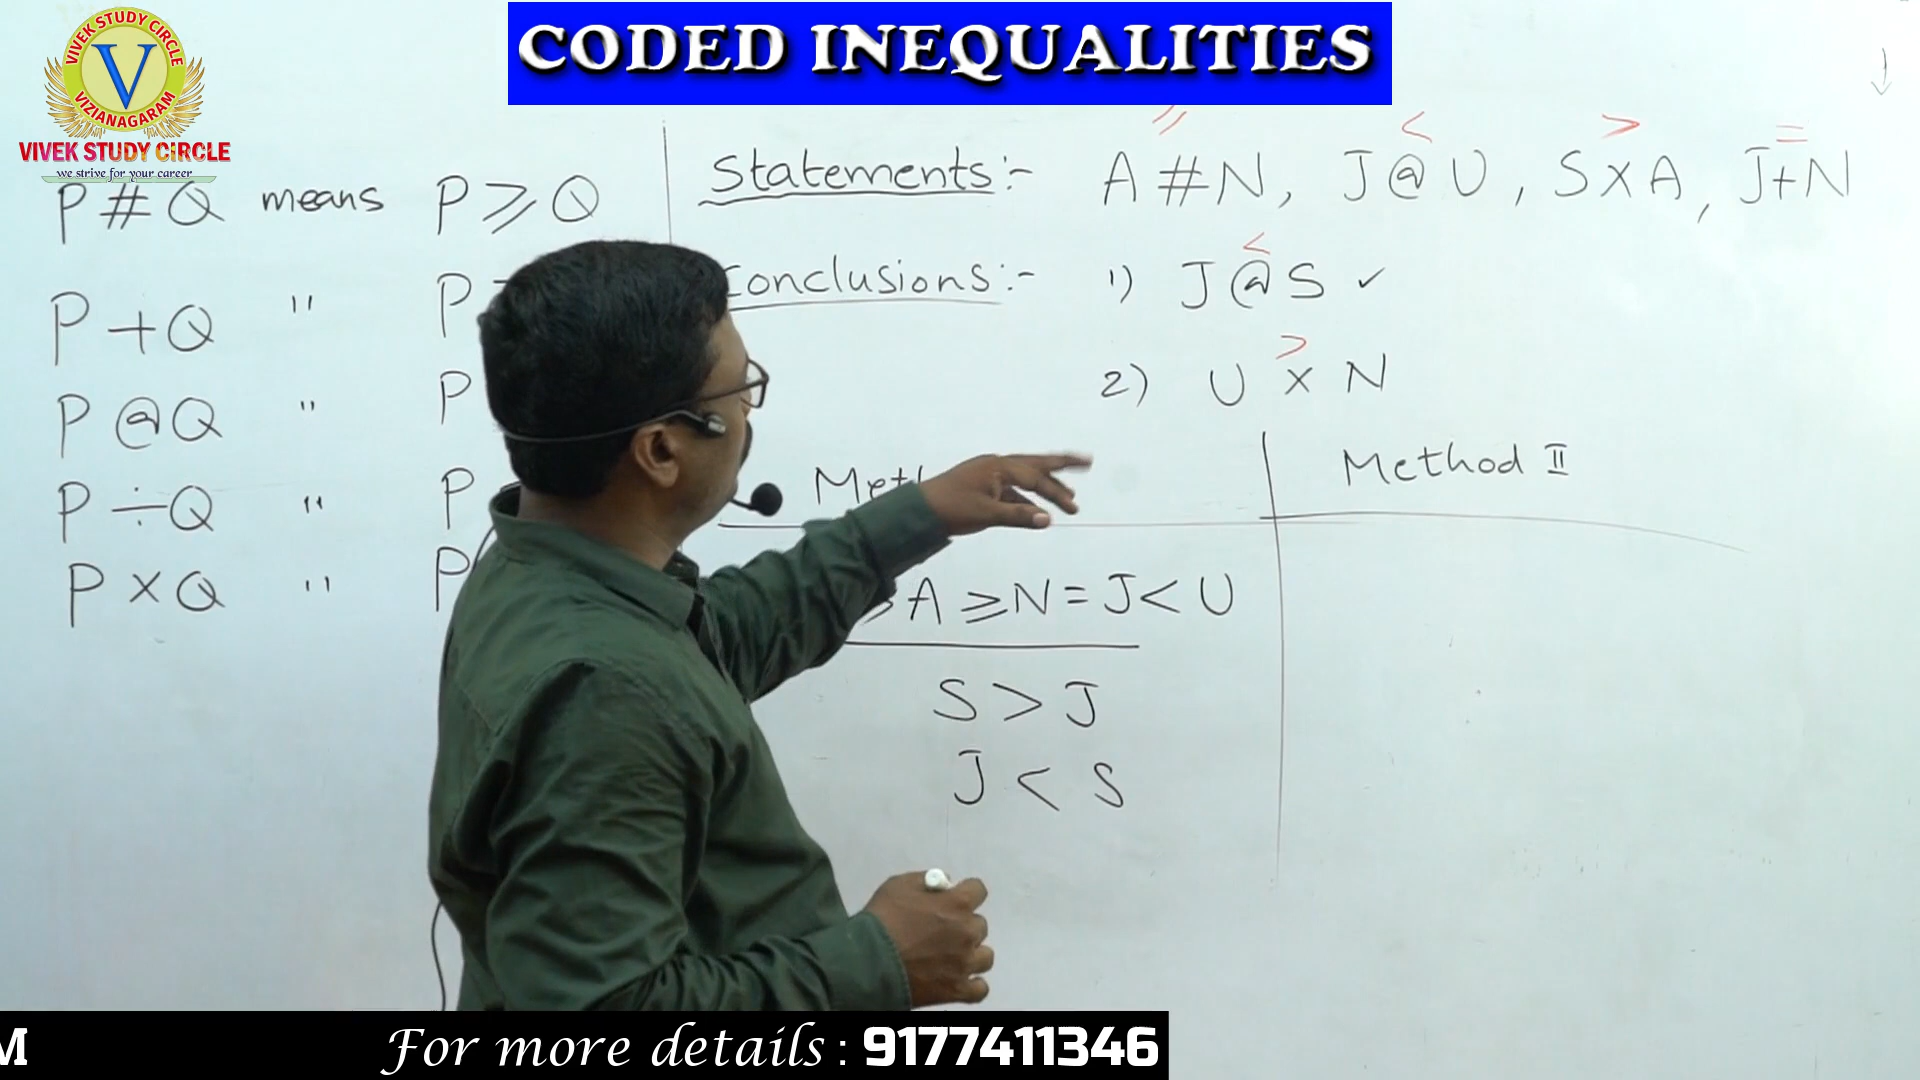 CODED INEQUALITIES
VIVEK STUDY CIRCLE
V
VIZIANAGARAM
VIVEK STUDY CIRCLE
we strive for your career
P # Q means P ≥ Q
P + Q " P
P @ Q " P
P ÷ Q " P
P × Q " P
Statements:- A # N, J @ U, S × A, J + N
≥ < > =
Conclusions:- 1) J @ S ✓
<
2) U × N
>
Method II
> A ≥ N = J < U
S > J
J < S
M
For more details : 9177411346